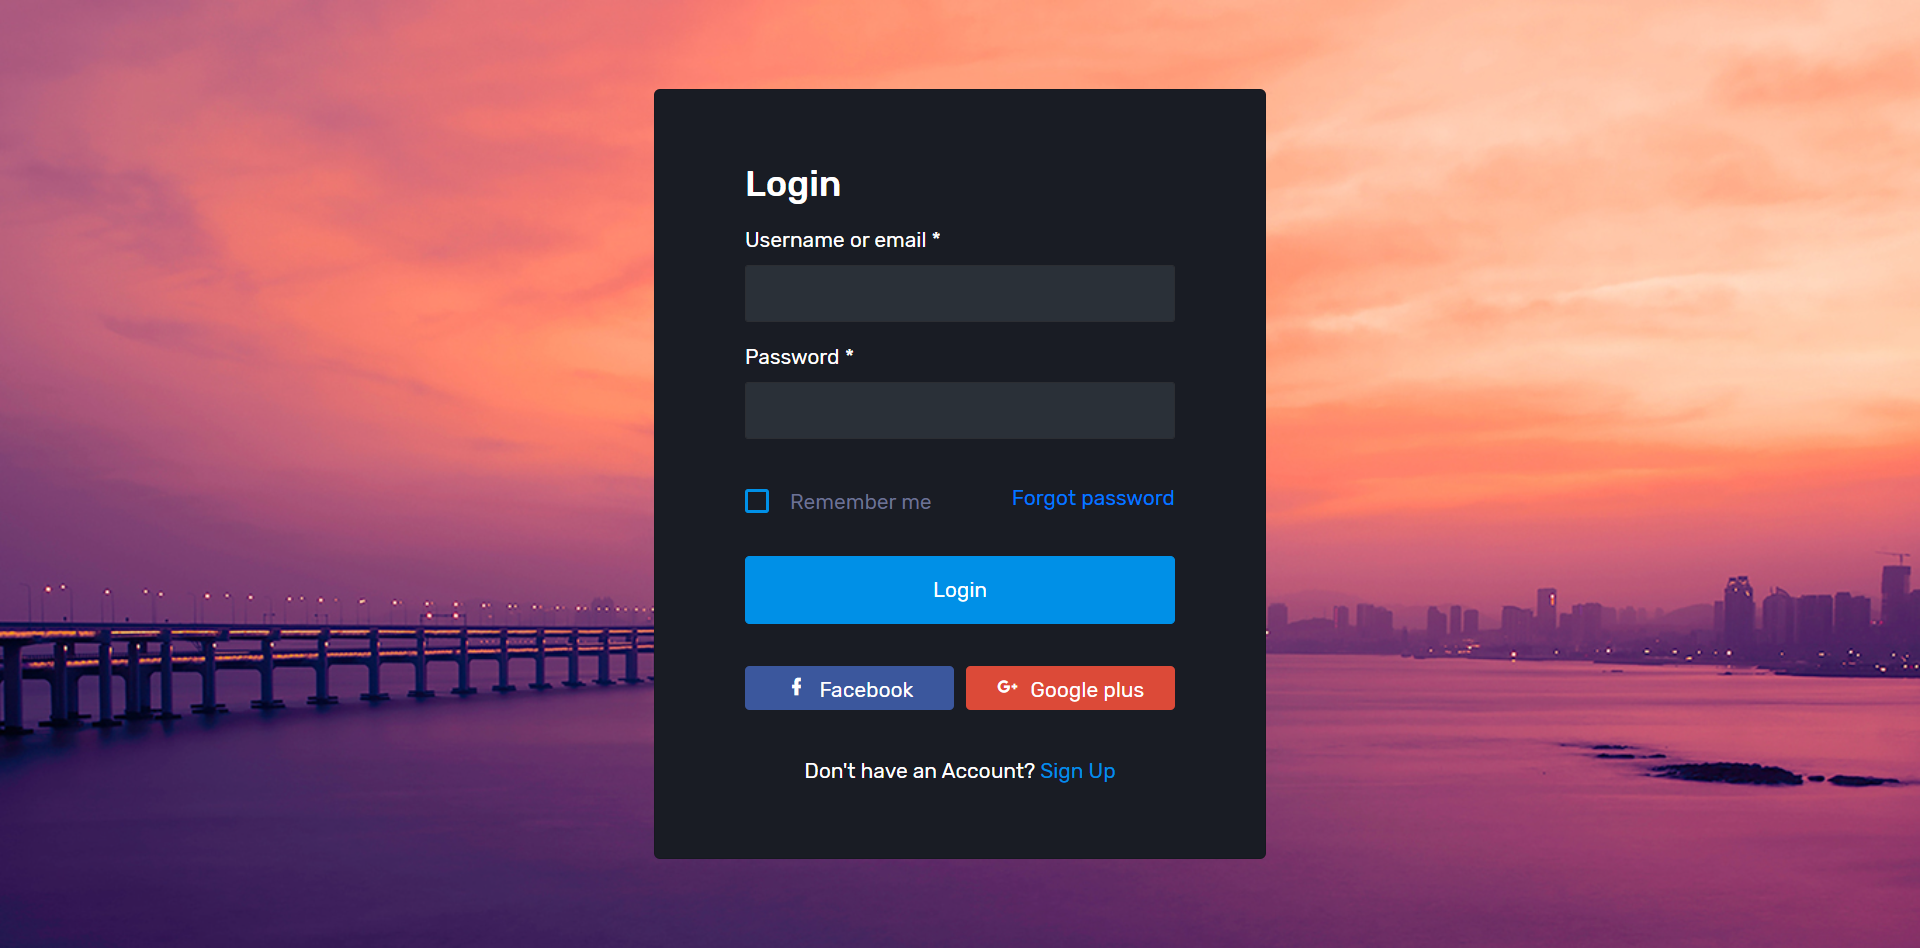 Login
Username or email *
Password *
Remember me
Forgot password
Login
Facebook
G+ Google plus
Don't have an Account? Sign Up